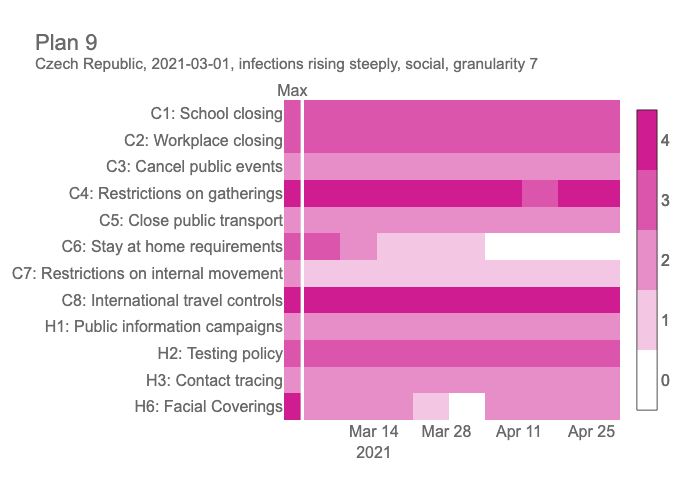 Plan 9
Czech Republic, 2021-03-01, infections rising steeply, social, granularity 7
Max
C1: School closing
C2: Workplace closing
C3: Cancel public events
C4: Restrictions on gatherings
C5: Close public transport
C6: Stay at home requirements
C7: Restrictions on internal movement
C8: International travel controls
H1: Public information campaigns
H2: Testing policy
H3: Contact tracing
H6: Facial Coverings
Mar 14 Mar 28 Apr 11 Apr 25
2021
4
3
2
1
0